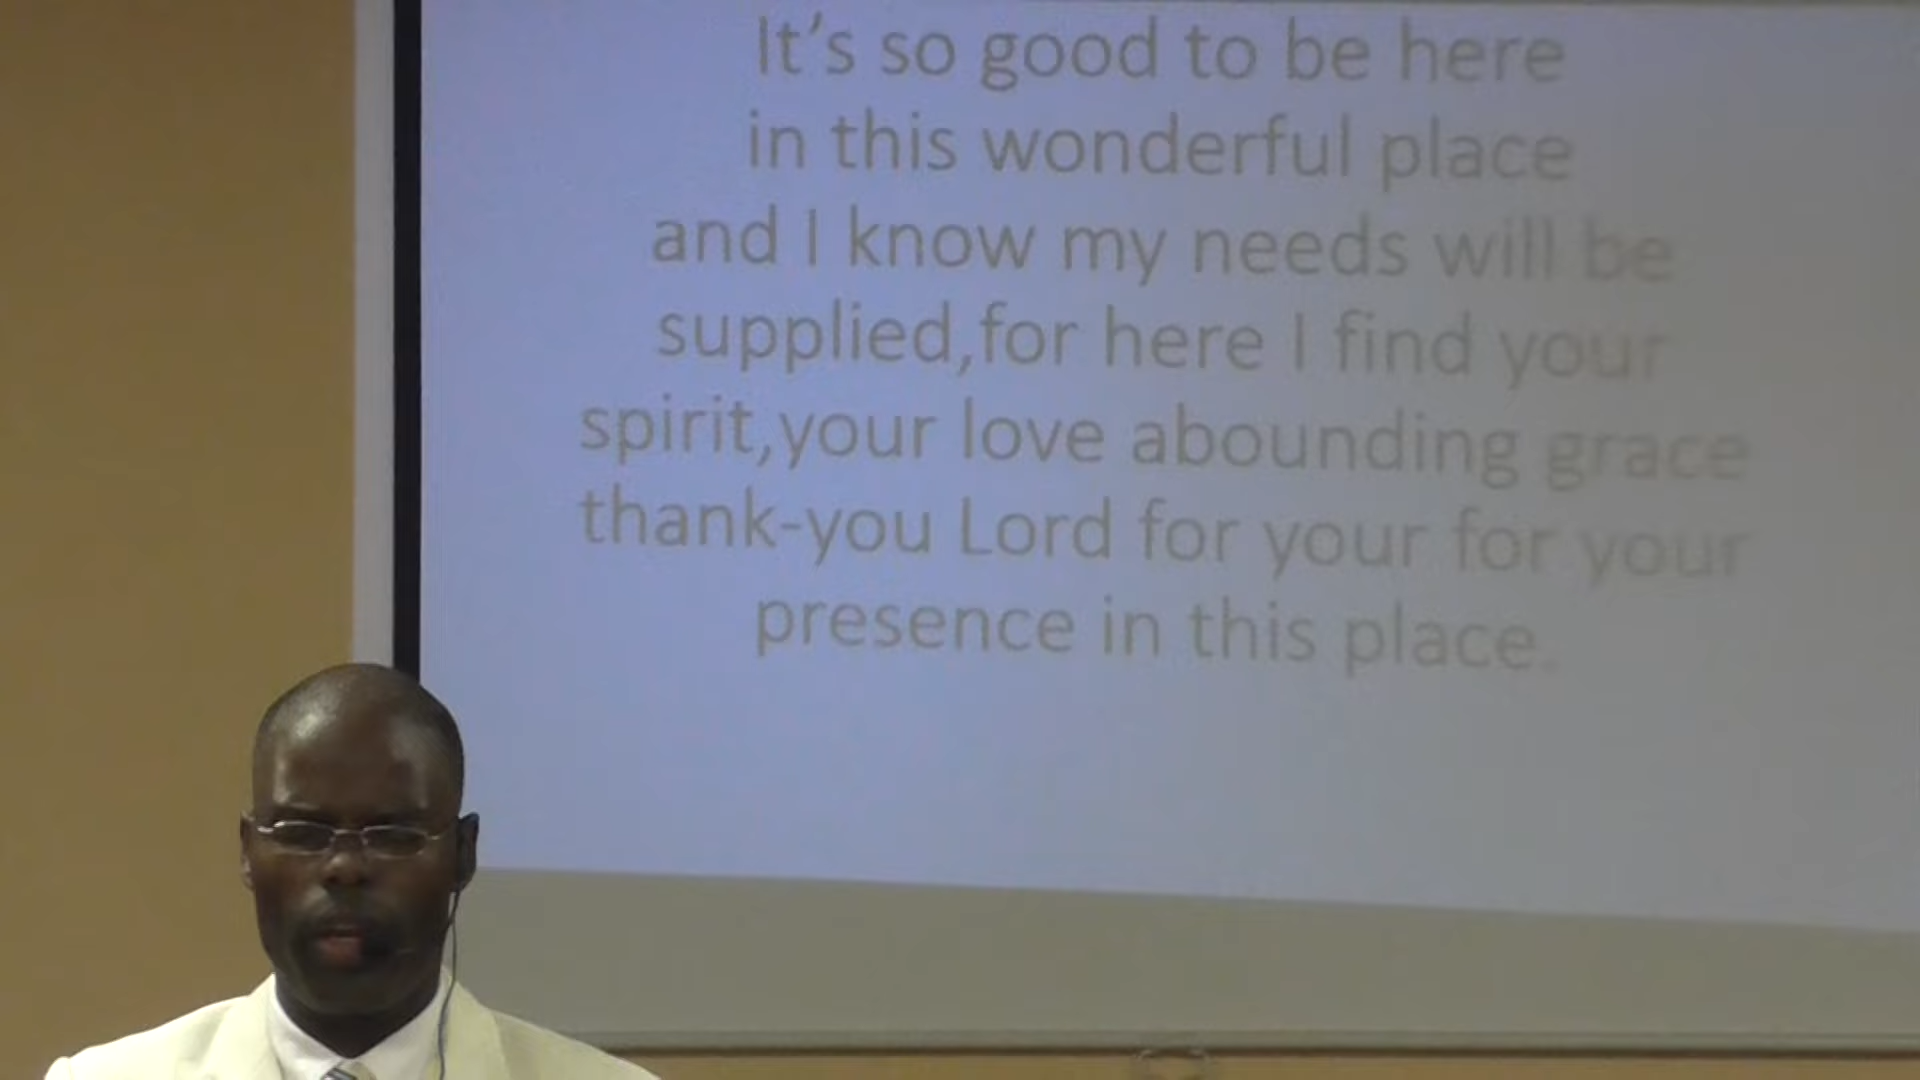 It's so good to be here
in this wonderful place
and I know my needs will be
supplied,for here I find your
spirit,your love abounding grace
thank-you Lord for your for your
presence in this place.